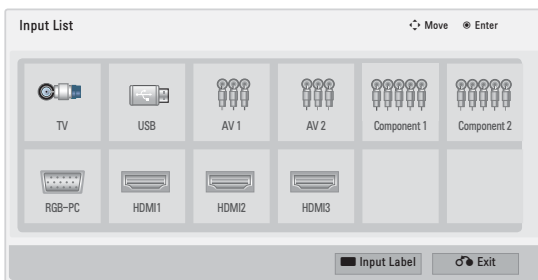 Input List
Move
Enter
TV
USB
AV 1
AV 2
Component 1
Component 2
RGB-PC
HDMI1
HDMI2
HDMI3
Input Label
Exit